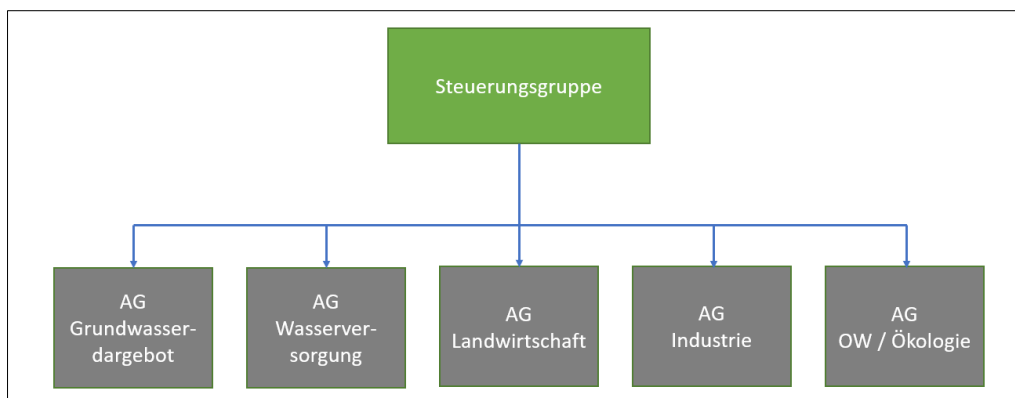 Steuerungsgruppe
AG
Grundwasser-
dargebot
AG
Wasserver-
sorgung
AG
Landwirtschaft
AG
Industrie
AG
OW / Ökologie